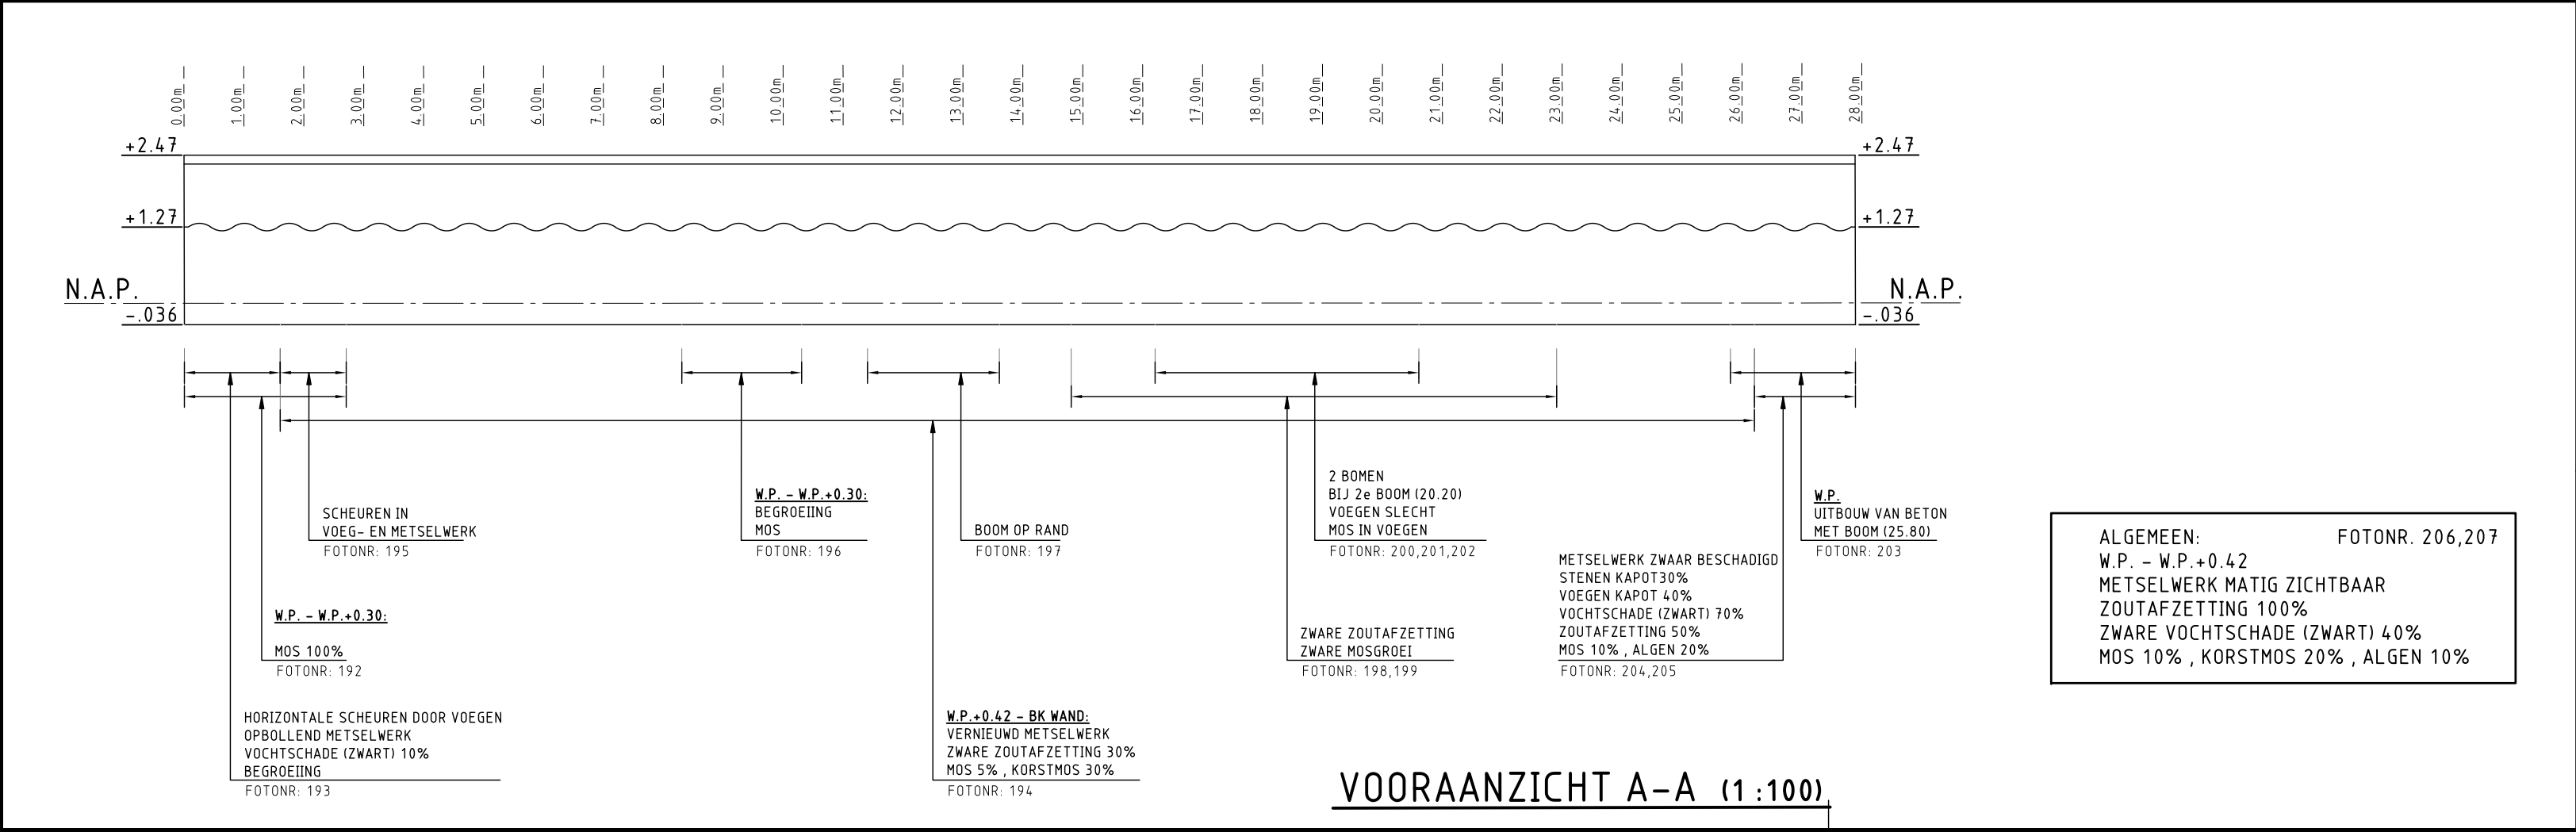 0.00m 1.00m 2.00m 3.00m 4.00m 5.00m 6.00m 7.00m 8.00m 9.00m 10.00m 11.00m 12.00m 13.00m 14.00m 15.00m 16.00m 17.00m 18.00m 19.00m 20.00m 21.00m 22.00m 23.00m 24.00m 25.00m 26.00m 27.00m 28.00m
+2.47 +2.47
+1.27 +1.27
N.A.P. N.A.P.
-.036 -.036
SCHEUREN IN
VOEG- EN METSELWERK
FOTONR: 195
W.P. - W.P.+0.30:
MOS 100%
FOTONR: 192
HORIZONTALE SCHEUREN DOOR VOEGEN
OPBOLLEND METSELWERK
VOCHTSCHADE (ZWART) 10%
BEGROEIING
FOTONR: 193
W.P. - W.P.+0.30:
BEGROEIING
MOS
FOTONR: 196
BOOM OP RAND
FOTONR: 197
W.P.+0.42 - BK WAND:
VERNIEUWD METSELWERK
ZWARE ZOUTAFZETTING 30%
MOS 5% , KORSTMOS 30%
FOTONR: 194
2 BOMEN
BIJ 2e BOOM (20.20)
VOEGEN SLECHT
MOS IN VOEGEN
FOTONR: 200,201,202
ZWARE ZOUTAFZETTING
ZWARE MOSGROEI
FOTONR: 198,199
METSELWERK ZWAAR BESCHADIGD
STENEN KAPOT30%
VOEGEN KAPOT 40%
VOCHTSCHADE (ZWART) 70%
ZOUTAFZETTING 50%
MOS 10% , ALGEN 20%
FOTONR: 204,205
W.P.
UITBOUW VAN BETON
MET BOOM (25.80)
FOTONR: 203
ALGEMEEN: FOTONR. 206,207
W.P. - W.P.+0.42
METSELWERK MATIG ZICHTBAAR
ZOUTAFZETTING 100%
ZWARE VOCHTSCHADE (ZWART) 40%
MOS 10% , KORSTMOS 20% , ALGEN 10%
VOORAANZICHT A-A (1 :100)